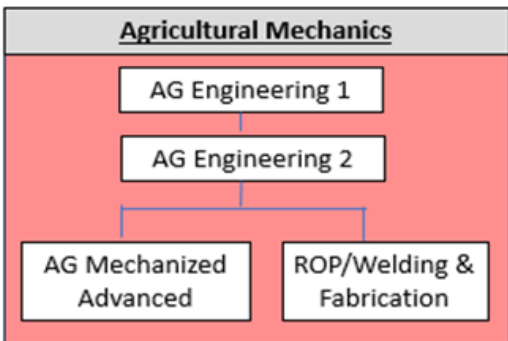 Agricultural Mechanics
AG Engineering 1
AG Engineering 2
AG Mechanized
Advanced
ROP/Welding &
Fabrication